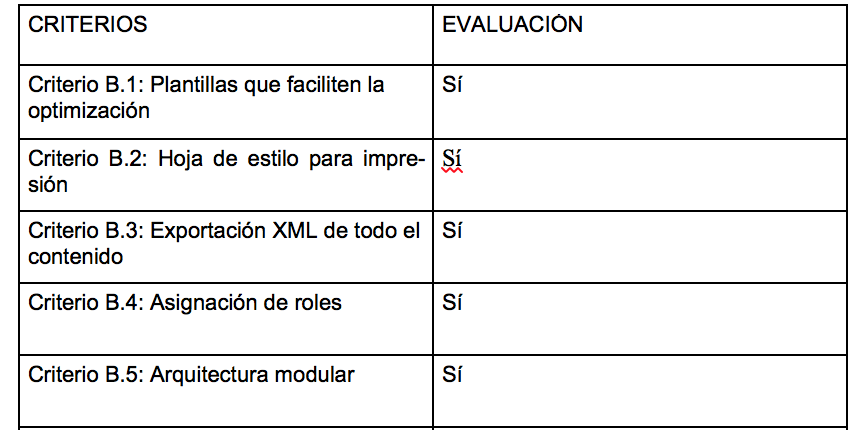 CRITERIOS
EVALUACIÓN
Criterio B.1: Plantillas que faciliten la
optimización
Sí
Criterio B.2: Hoja de estilo para impre-
sión
Sí
Criterio B.3: Exportación XML de todo el
contenido
Sí
Criterio B.4: Asignación de roles
Sí
Criterio B.5: Arquitectura modular
Sí